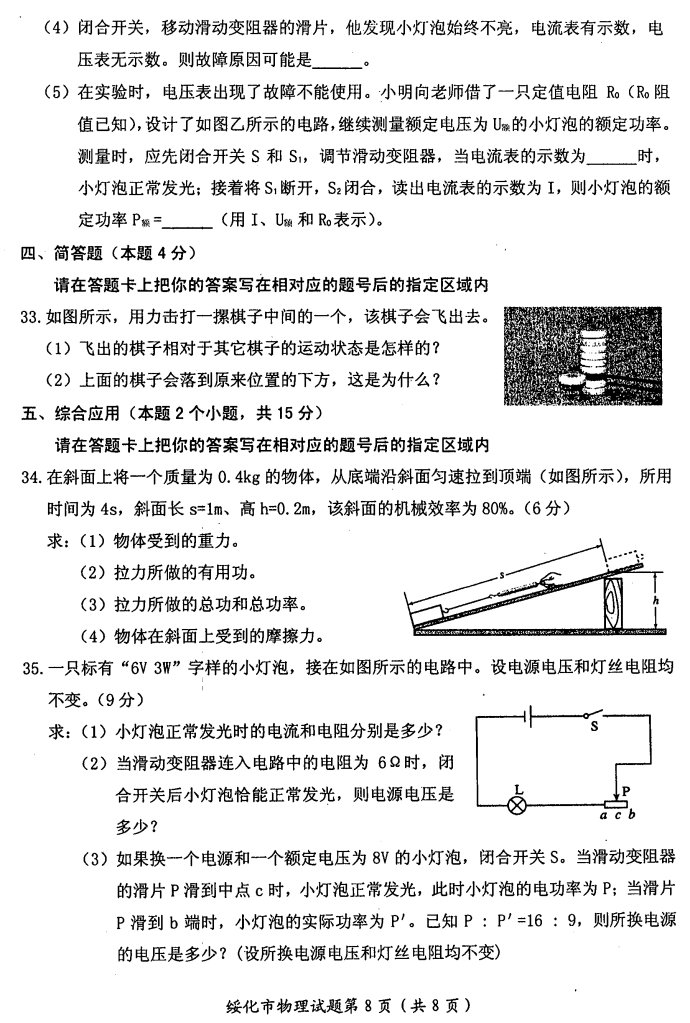 (4)闭合开关，移动滑动变阻器的滑片，他发现小灯泡始终不亮，电流表有示数，电
压表无示数。则故障原因可能是______。
(5)在实验时，电压表出现了故障不能使用。小明向老师借了一只定值电阻 R₀（R₀阻
值已知），设计了如图乙所示的电路，继续测量额定电压为 U额的小灯泡的额定功率。
测量时，应先闭合开关 S 和 S₁，调节滑动变阻器，当电流表的示数为______时，
小灯泡正常发光；接着将S₁断开，S₂闭合，读出电流表的示数为 I，则小灯泡的额
定功率 P额=______（用 I、U额 和 R₀表示）。
四、简答题（本题 4 分）
请在答题卡上把你的答案写在相对应的题号后的指定区域内
33.如图所示，用力击打一摞棋子中间的一个，该棋子会飞出去。
(1)飞出的棋子相对于其它棋子的运动状态是怎样的？
(2)上面的棋子会落到原来位置的下方，这是为什么？
五、综合应用（本题 2 个小题，共 15 分）
请在答题卡上把你的答案写在相对应的题号后的指定区域内
34.在斜面上将一个质量为 0.4kg 的物体，从底端沿斜面匀速拉到顶端（如图所示），所用
时间为 4s，斜面长 s=1m、高 h=0.2m，该斜面的机械效率为 80%。（6 分）
求：(1)物体受到的重力。
(2)拉力所做的有用功。
(3)拉力所做的总功和总功率。
(4)物体在斜面上受到的摩擦力。
s
h
35.一只标有“6V 3W”字样的小灯泡，接在如图所示的电路中。设电源电压和灯丝电阻均
不变。（9 分）
求：(1)小灯泡正常发光时的电流和电阻分别是多少？
(2)当滑动变阻器连入电路中的电阻为 6Ω时，闭
合开关后小灯泡恰能正常发光，则电源电压是
多少？
S
L
P
a c b
(3)如果换一个电源和一个额定电压为 8V 的小灯泡，闭合开关 S。当滑动变阻器
的滑片 P 滑到中点 c 时，小灯泡正常发光，此时小灯泡的电功率为 P；当滑片
P 滑到 b 端时，小灯泡的实际功率为 P′。已知 P : P′=16 : 9，则所换电源
的电压是多少？(设所换电源电压和灯丝电阻均不变)
绥化市物理试题第 8 页（共 8 页）